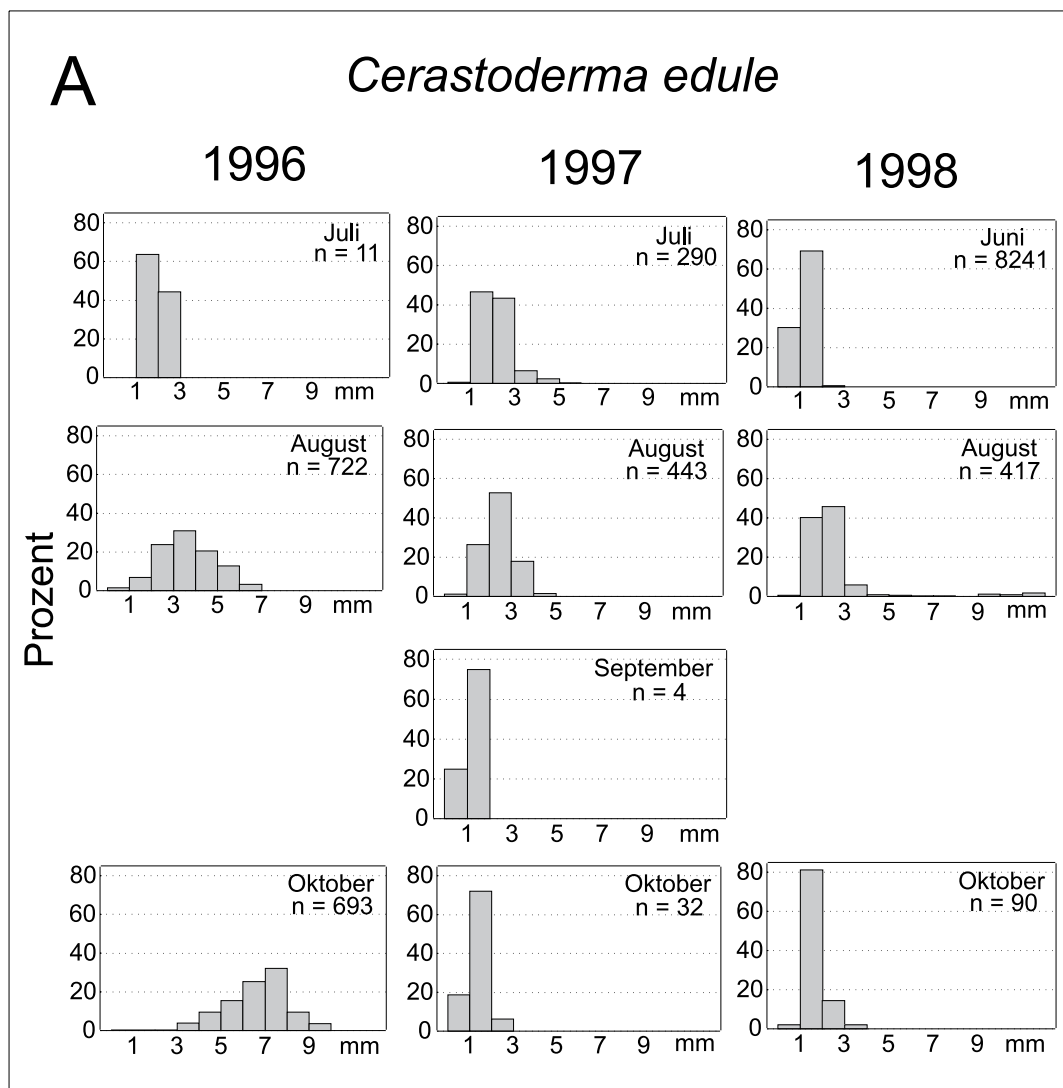 A
Cerastoderma edule
1996
1997
1998
Prozent
80
60
40
20
0
Juli
n = 11
1 3 5 7 9 mm
80
60
40
20
0
Juli
n = 290
1 3 5 7 9 mm
80
60
40
20
0
Juni
n = 8241
1 3 5 7 9 mm
80
60
40
20
0
August
n = 722
1 3 5 7 9 mm
80
60
40
20
0
August
n = 443
1 3 5 7 9 mm
80
60
40
20
0
August
n = 417
1 3 5 7 9 mm
80
60
40
20
0
September
n = 4
1 3 5 7 9 mm
80
60
40
20
0
Oktober
n = 693
1 3 5 7 9 mm
80
60
40
20
0
Oktober
n = 32
1 3 5 7 9 mm
80
60
40
20
0
Oktober
n = 90
1 3 5 7 9 mm